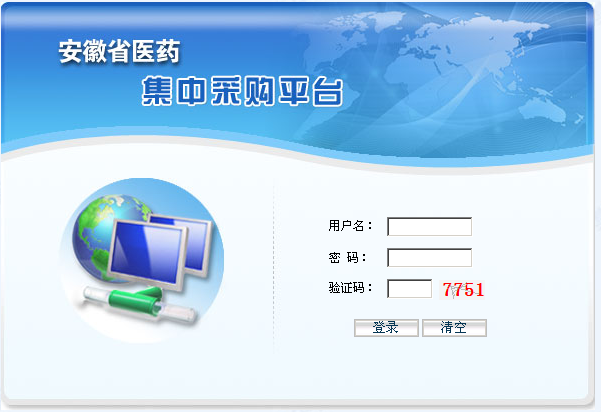 安徽省医药
集中采购平台
用户名：
密 码：
验证码： 7751
登录 清空